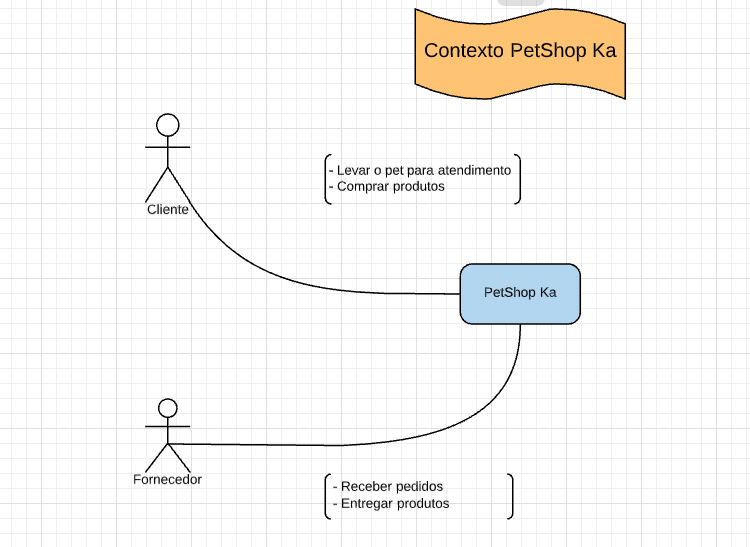 Contexto PetShop Ka
- Levar o pet para atendimento
- Comprar produtos
Cliente
PetShop Ka
Fornecedor
- Receber pedidos
- Entregar produtos